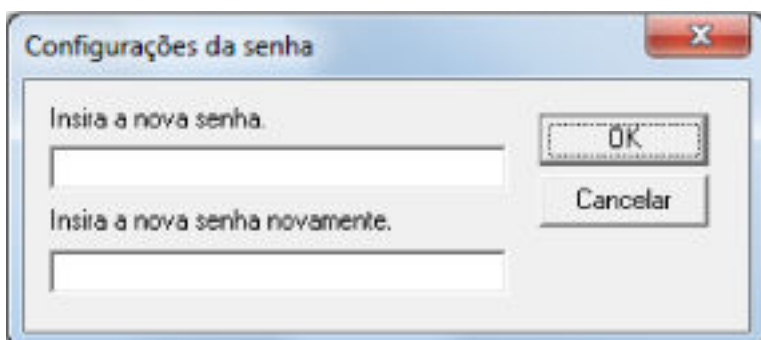 Configurações da senha
Insira a nova senha.
OK
Cancelar
Insira a nova senha novamente.